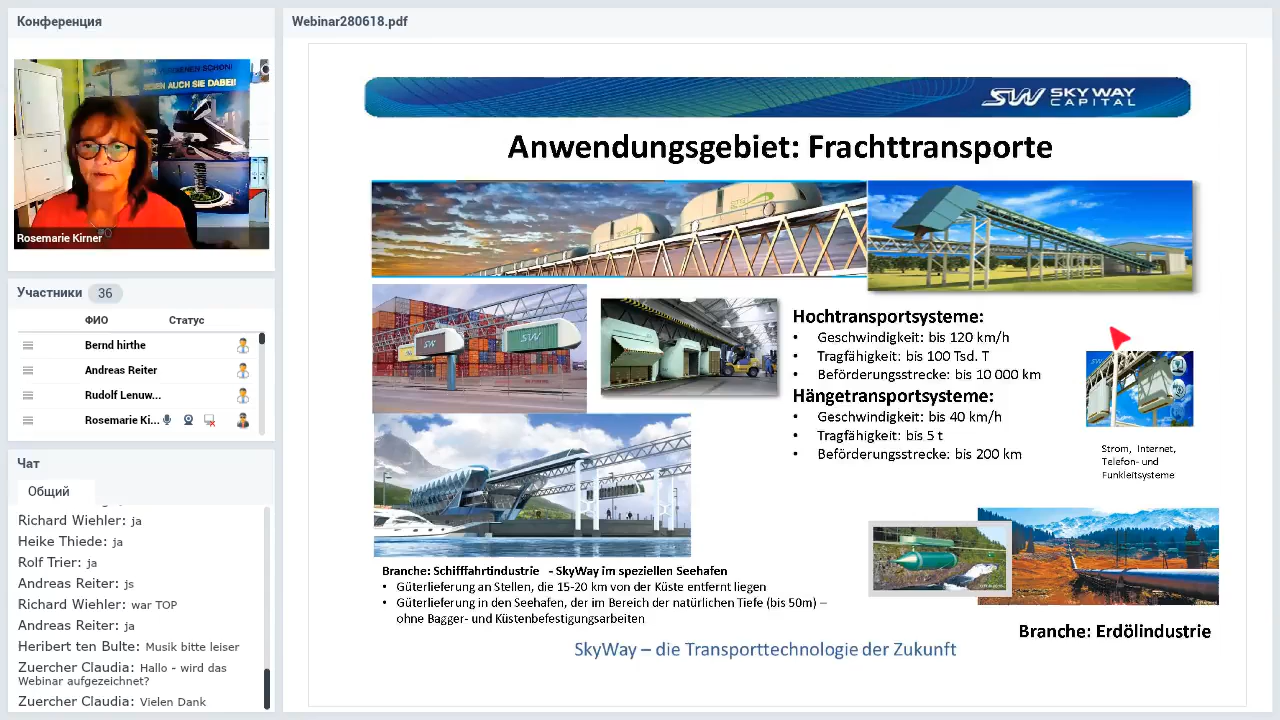 Конференция
Webinar280618.pdf
AUCH SIE DABEI!
Rosemarie Kirner
Участники 36
ФИО Статус
Bernd hirthe
Andreas Reiter
Rudolf Lenuw...
Rosemarie Ki...
Чат
Общий
Richard Wiehler: ja
Heike Thiede: ja
Rolf Trier: ja
Andreas Reiter: js
Richard Wiehler: war TOP
Andreas Reiter: ja
Heribert ten Bulte: Musik bitte leiser
Zuercher Claudia: Hallo - wird das
Webinar aufgezeichnet?
Zuercher Claudia: Vielen Dank
SW SKY WAY
CAPITAL
Anwendungsgebiet: Frachttransporte
Hochtransportsysteme:
• Geschwindigkeit: bis 120 km/h
• Tragfähigkeit: bis 100 Tsd. T
• Beförderungsstrecke: bis 10 000 km
Hängetransportsysteme:
• Geschwindigkeit: bis 40 km/h
• Tragfähigkeit: bis 5 t
• Beförderungsstrecke: bis 200 km
Strom, Internet,
Telefon- und
Funkleitsysteme
Branche: Schifffahrtindustrie - SkyWay im speziellen Seehafen
• Güterlieferung an Stellen, die 15-20 km von der Küste entfernt liegen
• Güterlieferung in den Seehafen, der im Bereich der natürlichen Tiefe (bis 50m) –
ohne Bagger- und Küstenbefestigungsarbeiten
Branche: Erdölindustrie
SkyWay – die Transporttechnologie der Zukunft